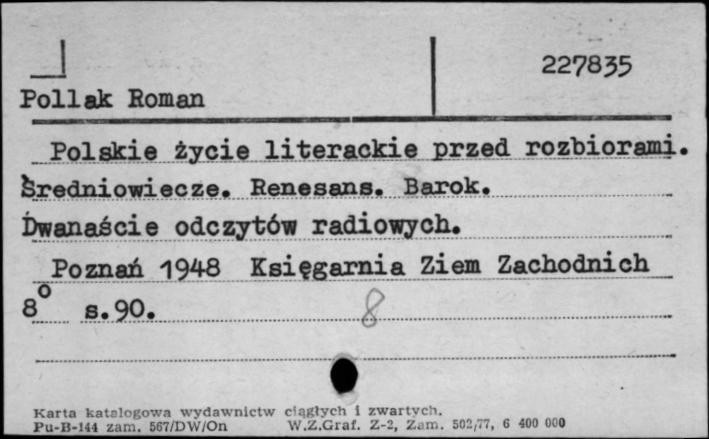 227835
Pollak Roman
Polskie życie literackie przed rozbiorami.
Średniowiecze. Renesans. Barok.
Dwanaście odczytów radiowych.
Poznań 1948 Księgarnia Ziem Zachodnich
8° s.90. 8
Karta katalogowa wydawnictw ciągłych i zwartych.
Pu-B-144 zam. 567/DW/On W.Z.Graf. Z-2, Zam. 502/77, 6 400 000